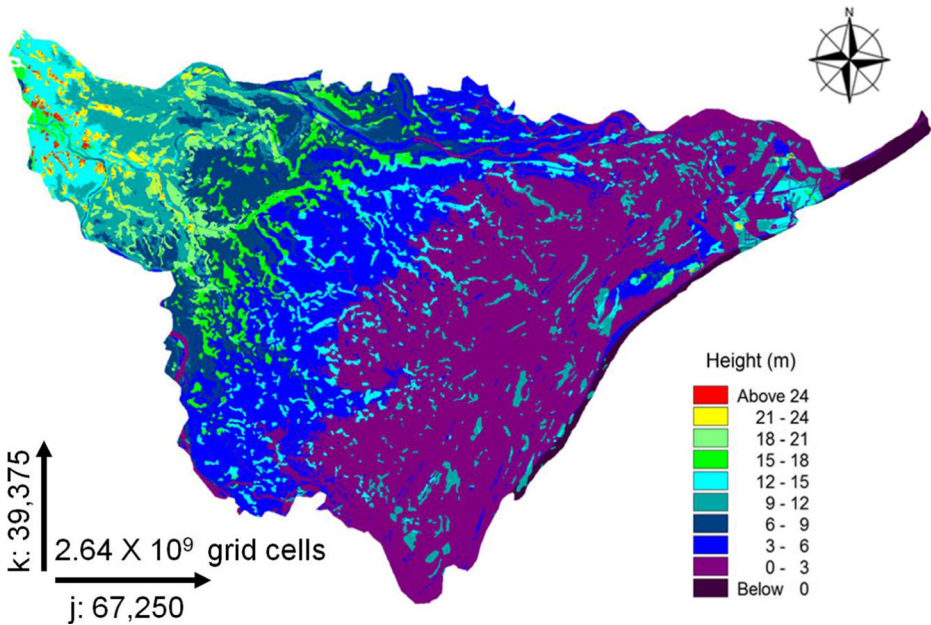 N
Height (m)
Above 24
21 - 24
18 - 21
15 - 18
12 - 15
9 - 12
6 - 9
3 - 6
0 - 3
Below 0
k: 39,375
2.64 X 10⁹ grid cells
j: 67,250